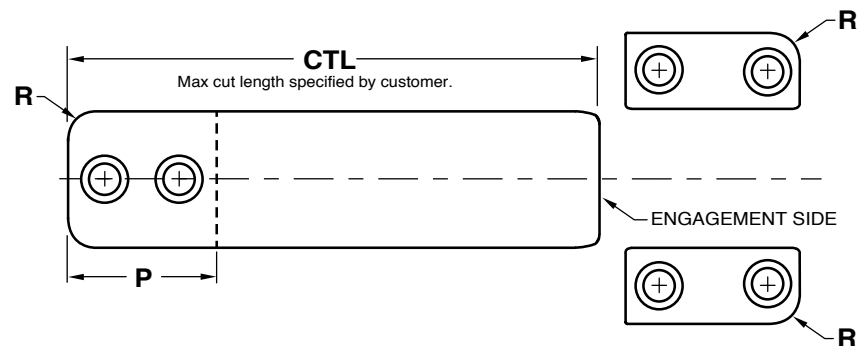 R
CTL
Max cut length specified by customer.
R
ENGAGEMENT SIDE
P
R